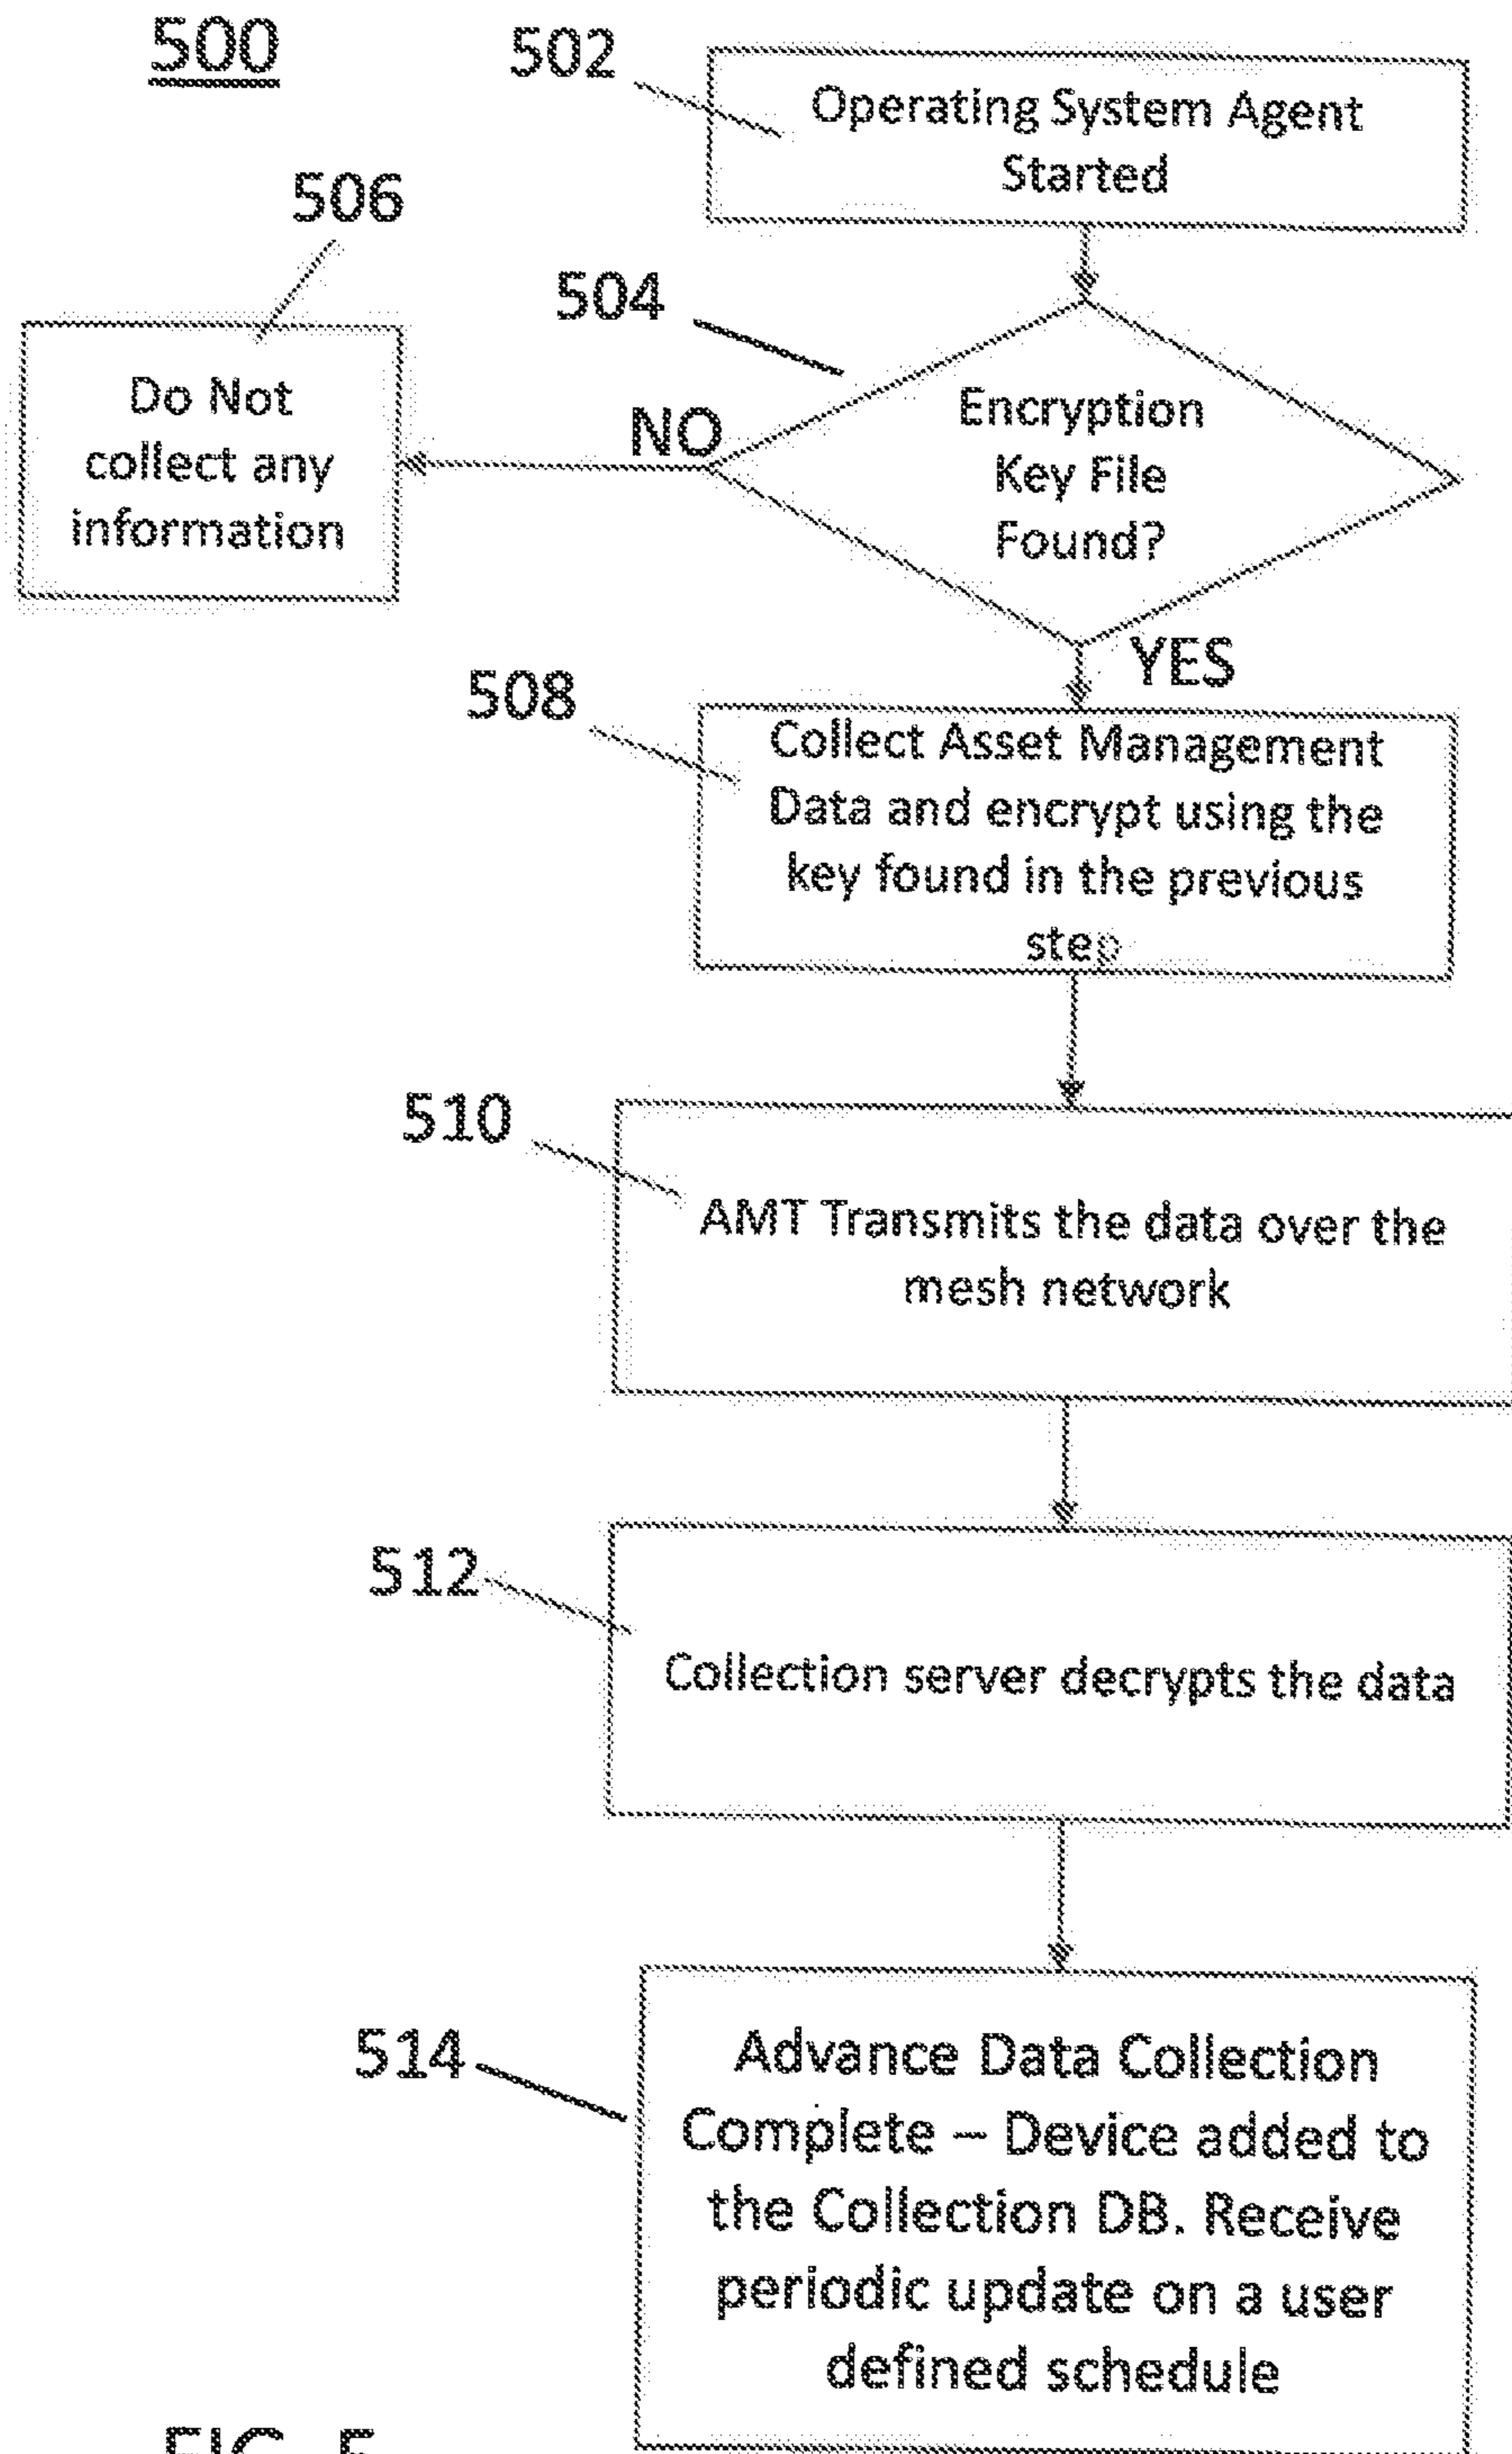 500
502
Operating System Agent
Started
506
504
Do Not
collect any
information
NO
Encryption
Key File
Found?
YES
508
Collect Asset Management
Data and encrypt using the
key found in the previous
step
510
AMT Transmits the data over the
mesh network
512
Collection server decrypts the data
514
Advance Data Collection
Complete – Device added to
the Collection DB. Receive
periodic update on a user
defined schedule
FIG. 5